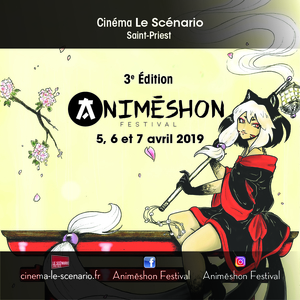 Cinéma Le Scénario
Saint-Priest
3e Édition
ANIMÉSHON
FESTIVAL
5, 6 et 7 avril 2019
cinema-le-scenario.fr
Animéshon Festival
Animéshon Festival